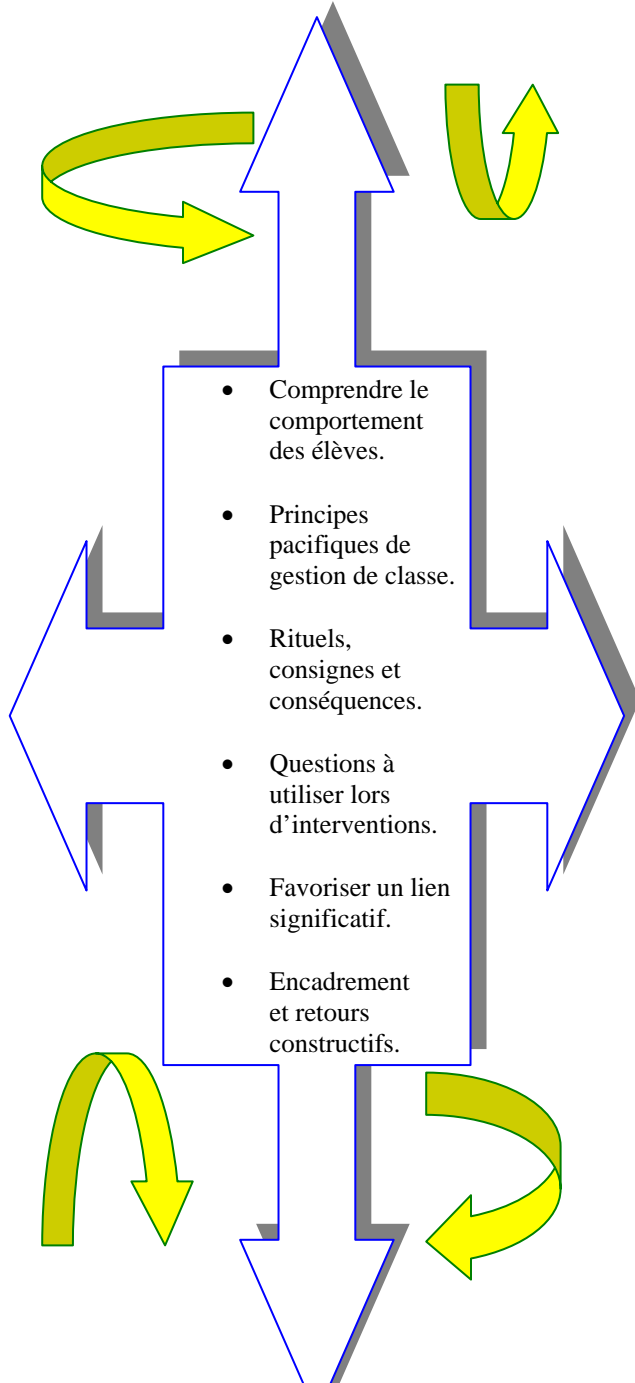 • Comprendre le
comportement
des élèves.
• Principes
pacifiques de
gestion de classe.
• Rituels,
consignes et
conséquences.
• Questions à
utiliser lors
d’interventions.
• Favoriser un lien
significatif.
• Encadrement
et retours
constructifs.